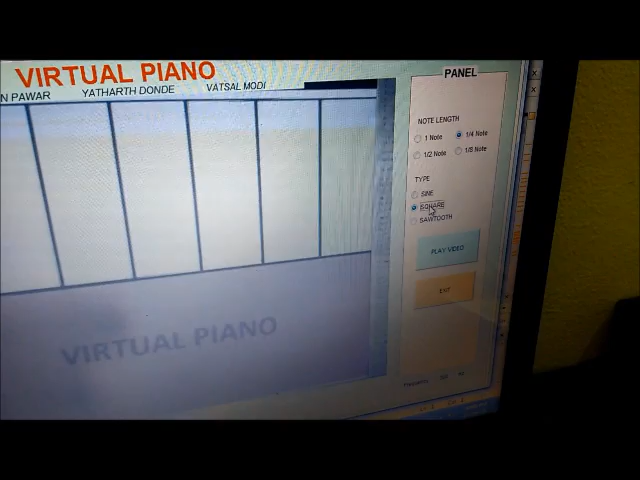 VIRTUAL PIANO
N PAWAR YATHARTH DONDE VATSAL MODI
PANEL
NOTE LENGTH
1 Note 1/4 Note
1/2 Note 1/8 Note
TYPE
SINE
SQUARE
SAWTOOTH
PLAY VIDEO
EXIT
VIRTUAL PIANO
Frequency